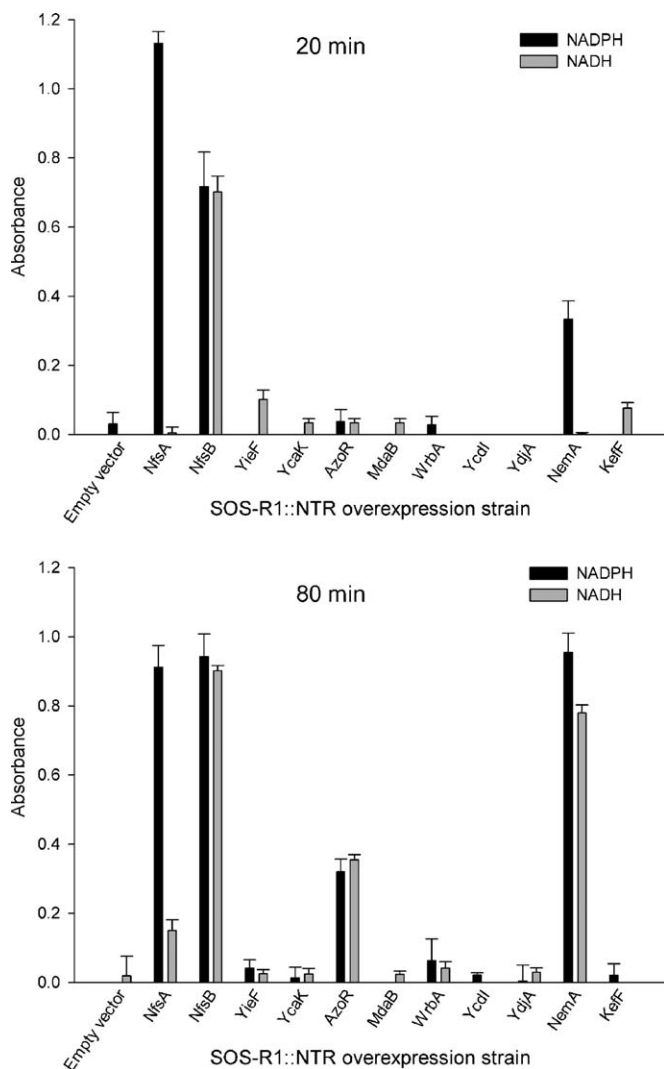 1.2
20 min
NADPH
NADH
1.0
0.8
0.6
0.4
0.2
0.0
Absorbance
Empty vector
NfsA
NfsB
YieF
YcaK
AzoR
MdaB
WrbA
YcdI
YdjA
NemA
KefF
SOS-R1::NTR overexpression strain
1.2
80 min
NADPH
NADH
1.0
0.8
0.6
0.4
0.2
0.0
Absorbance
Empty vector
NfsA
NfsB
YieF
YcaK
AzoR
MdaB
WrbA
YcdI
YdjA
NemA
KefF
SOS-R1::NTR overexpression strain